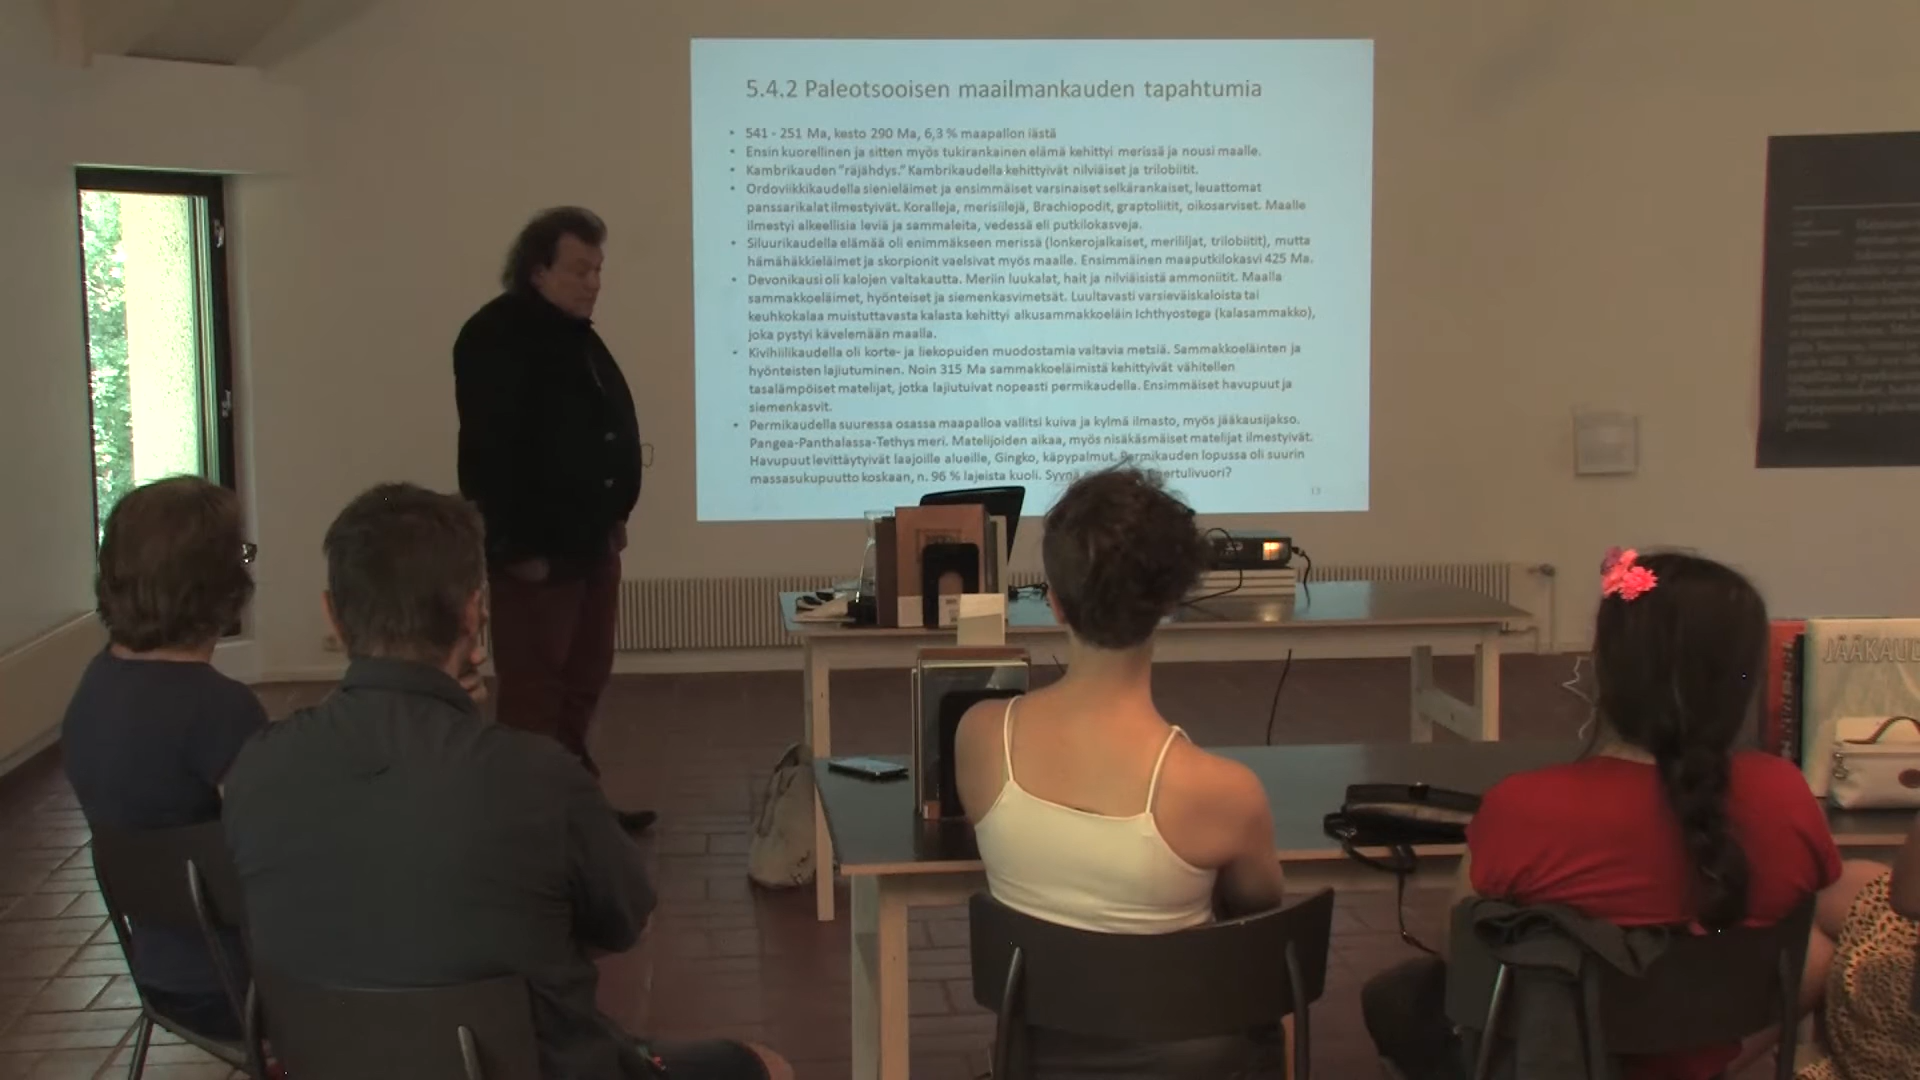 5.4.2 Paleotsooisen maailmankauden tapahtumia
• 541 - 251 Ma, kesto 290 Ma, 6,3 % maapallon iästä
• Ensin kuorellinen ja sitten myös tukirankainen elämä kehittyi merissä ja nousi maalle.
• Kambrikauden "räjähdys." Kambrikaudella kehittyivät nilviäiset ja trilobiitit.
• Ordoviikkikaudella sienieläimet ja ensimmäiset varsinaiset selkärankaiset, leuattomat
panssarikalat ilmestyivät. Koralleja, merisiilejä, Brachiopodit, graptoliitit, oikosarviset. Maalle
ilmestyi alkeellisia leviä ja sammaleita, vedessä eli putkilokasveja.
• Siluurikaudella elämää oli enimmäkseen merissä (lonkerojalkaiset, merililjat, trilobiitit), mutta
hämähäkkieläimet ja skorpionit vaelsivat myös maalle. Ensimmäinen maaputkilokasvi 425 Ma.
• Devonikausi oli kalojen valtakautta. Meriin luukalat, hait ja nilviäisistä ammoniitit. Maalla
sammakkoeläimet, hyönteiset ja siemenkasvimetsät. Luultavasti varsieväiskaloista tai
keuhkokalaa muistuttavasta kalasta kehittyi alkusammakkoeläin Ichthyostega (kalasammakko),
joka pystyi kävelemään maalla.
• Kivihiilikaudella oli korte- ja liekopuiden muodostamia valtavia metsiä. Sammakkoeläinten ja
hyönteisten lajiutuminen. Noin 315 Ma sammakkoeläimistä kehittyivät vähitellen
tasalämpöiset matelijat, jotka lajiutuivat nopeasti permikaudella. Ensimmäiset havupuut ja
siemenkasvit.
• Permikaudella suuressa osassa maapalloa vallitsi kuiva ja kylmä ilmasto, myös jääkausijakso.
Pangea-Panthalassa-Tethys meri. Matelijoiden aikaa, myös nisäkäsmäiset matelijat ilmestyivät.
Havupuut levittäytyivät laajoille alueille, Gingko, käpypalmut. Permikauden lopussa oli suurin
massasukupuutto koskaan, n. 96 % lajeista kuoli. Syynä
13
JÄÄKAUD